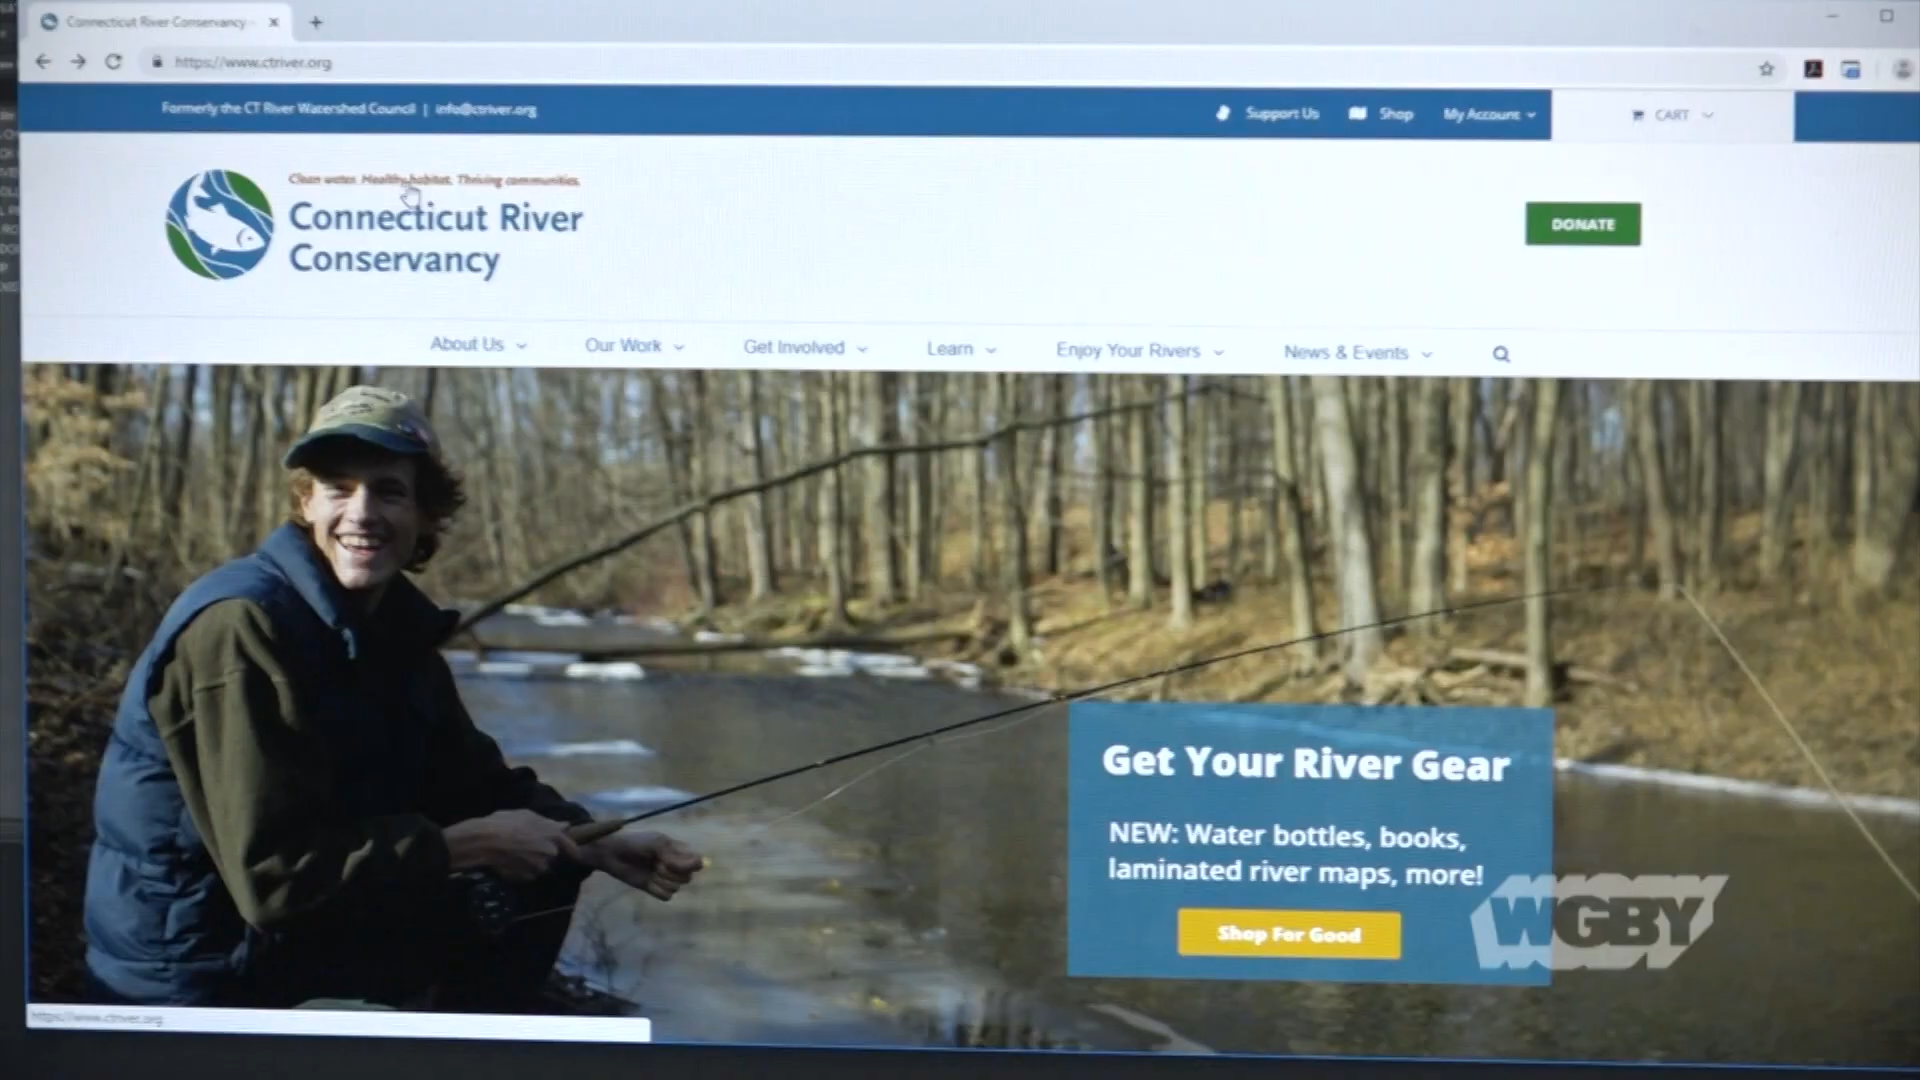 Connecticut River Conservancy
https://www.ctriver.org
Formerly the CT River Watershed Council | info@ctriver.org
Support Us
Shop
My Account
CART
Clean water. Healthy habitat. Thriving communities.
Connecticut River
Conservancy
DONATE
About Us
Our Work
Get Involved
Learn
Enjoy Your Rivers
News & Events
Get Your River Gear
NEW: Water bottles, books,
laminated river maps, more!
Shop For Good
WGBY
https://www.ctriver.org